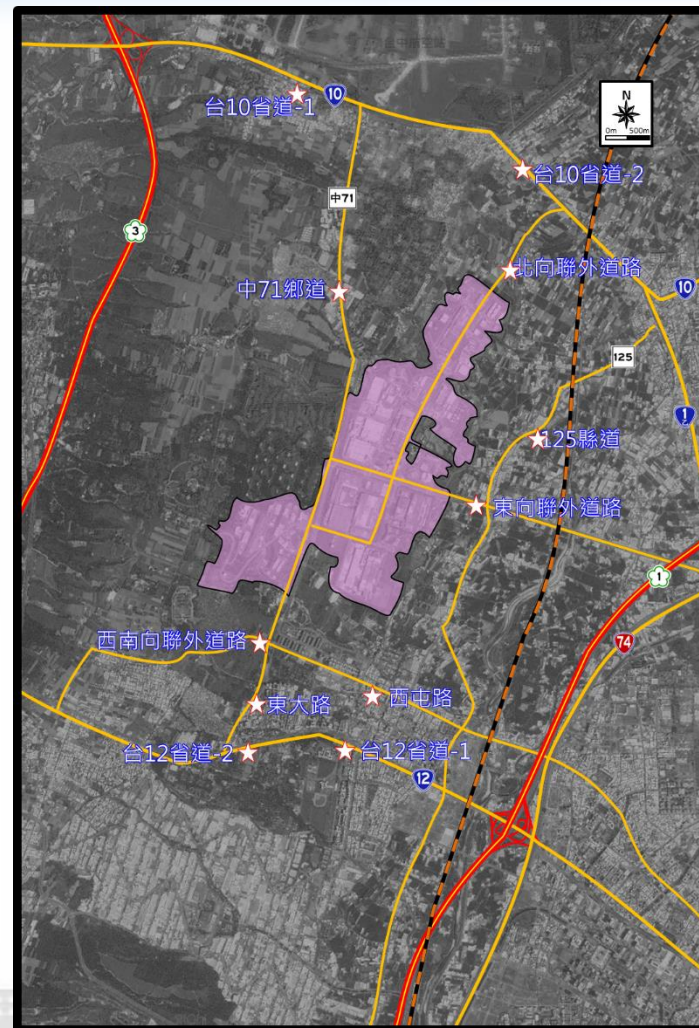 台10省道-1
10
N
0m 500m
台10省道-2
中71
3
北向聯外道路
中71鄉道
10
125
1
125縣道
東向聯外道路
1
74
西南向聯外道路
西屯路
東大路
台12省道-2
台12省道-1
12